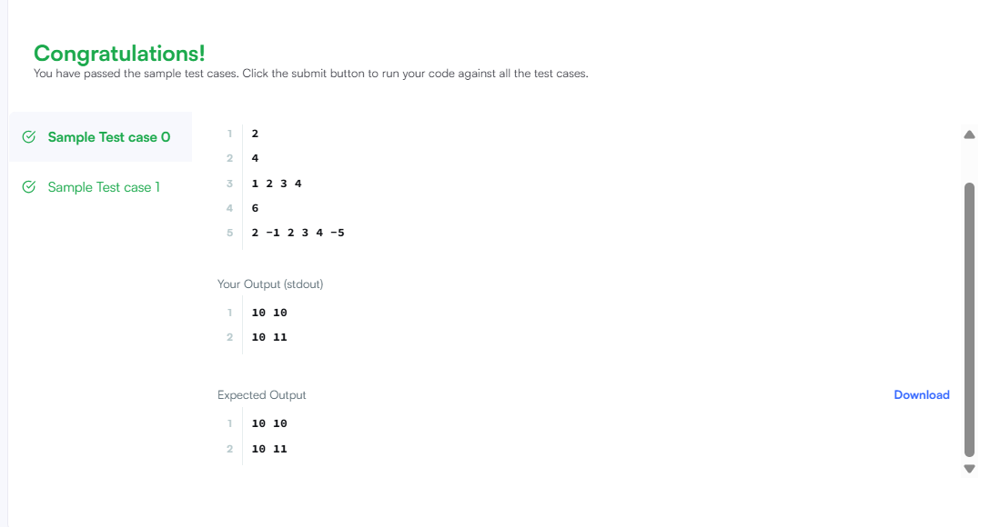 Congratulations!
You have passed the sample test cases. Click the submit button to run your code against all the test cases.
Sample Test case 0
Sample Test case 1
1 2
2 4
3 1 2 3 4
4 6
5 2 -1 2 3 4 -5
Your Output (stdout)
1 10 10
2 10 11
Expected Output
Download
1 10 10
2 10 11